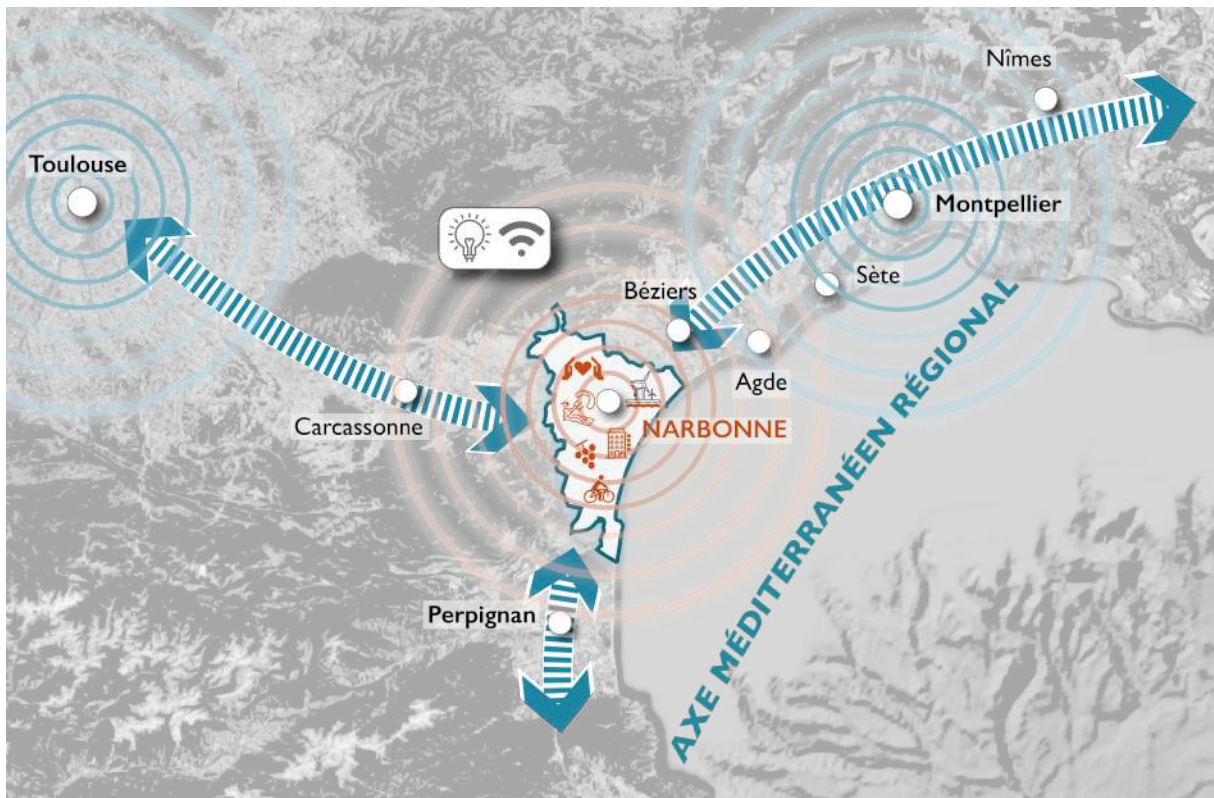 Nîmes
Toulouse
Montpellier
Sète
Béziers
Agde
Carcassonne
NARBONNE
Perpignan
AXE MÉDITERRANÉEN RÉGIONAL